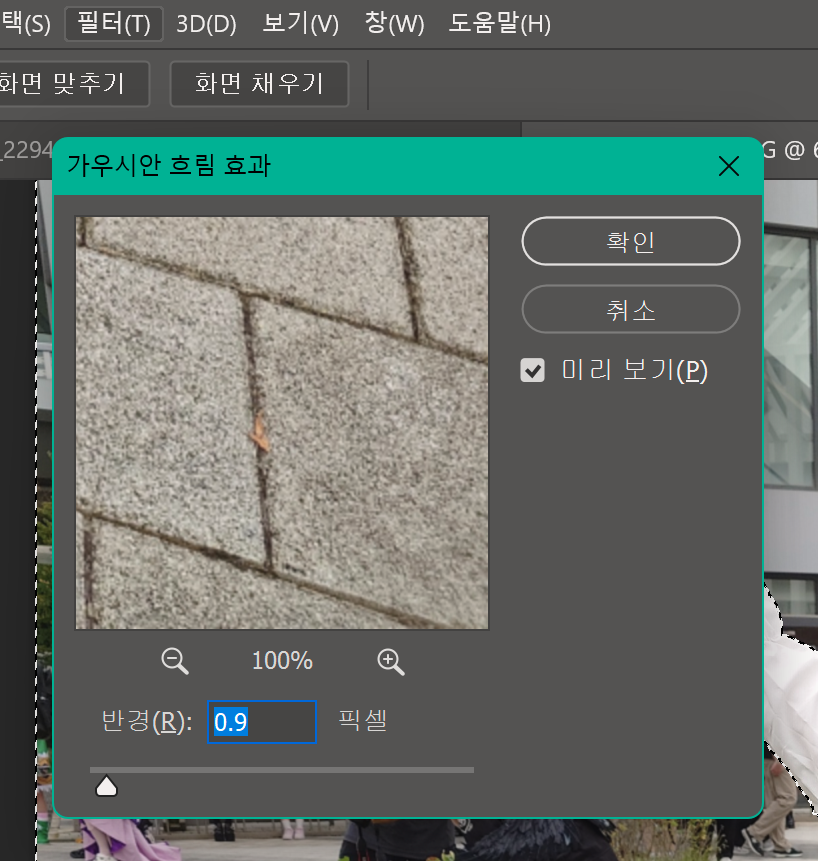 택(S) 필터(T) 3D(D) 보기(V) 창(W) 도움말(H)
화면 맞추기 화면 채우기
_2294
G @ 6
가우시안 흐림 효과
확인
취소
미리 보기(P)
100%
반경(R): 0.9 픽셀